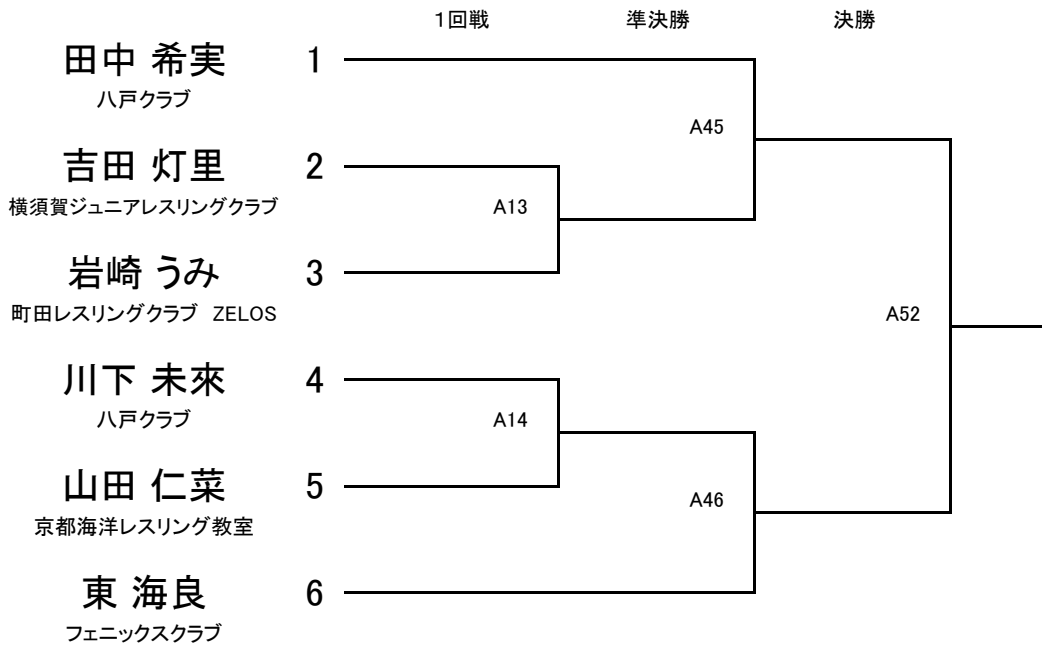 1回戦 準決勝 決勝
田中 希実 1
八戸クラブ
A45
吉田 灯里 2
横須賀ジュニアレスリングクラブ
A13
岩崎 うみ 3
町田レスリングクラブ ZELOS
A52
川下 未來 4
八戸クラブ
A14
山田 仁菜 5
京都海洋レスリング教室
A46
東 海良 6
フェニックスクラブ